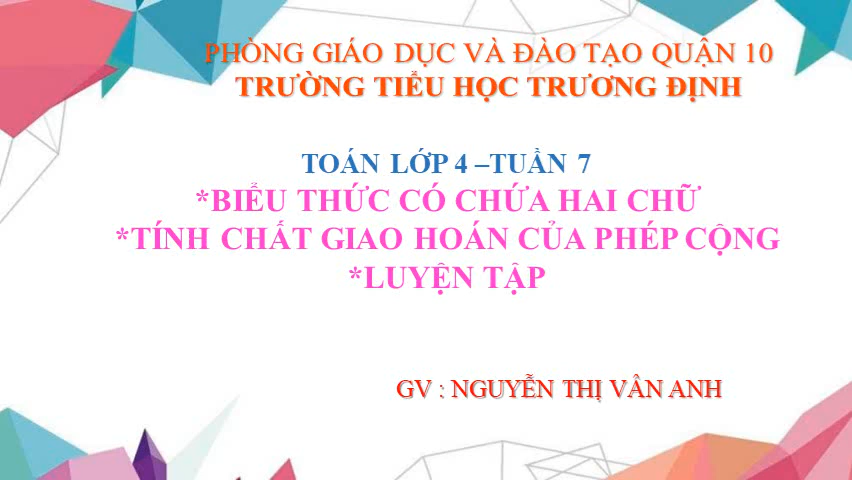 PHÒNG GIÁO DỤC VÀ ĐÀO TẠO QUẬN 10
TRƯỜNG TIỂU HỌC TRƯƠNG ĐỊNH
TOÁN LỚP 4 –TUẦN 7
*BIỂU THỨC CÓ CHỨA HAI CHỮ
*TÍNH CHẤT GIAO HOÁN CỦA PHÉP CỘNG
*LUYỆN TẬP
GV : NGUYỄN THỊ VÂN ANH